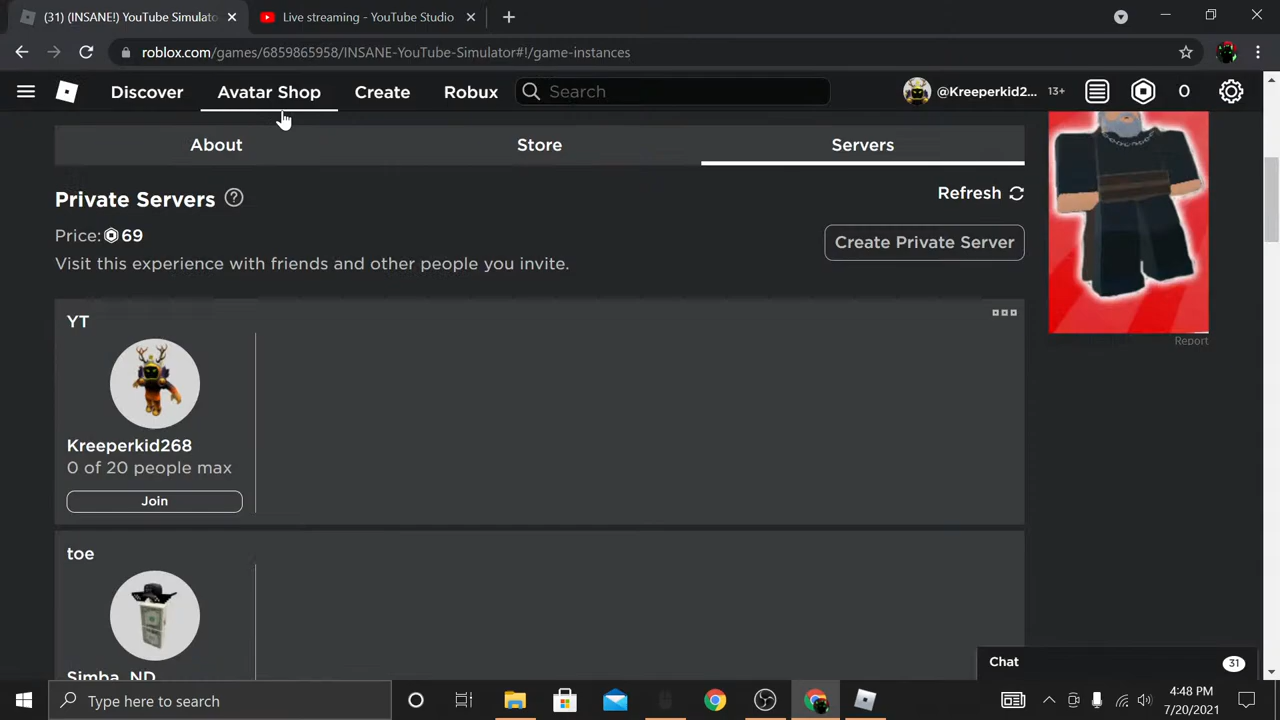 (31) (INSANE!) YouTube Simulato
Live streaming - YouTube Studio
roblox.com/games/6859865958/INSANE-YouTube-Simulator#!/game-instances
Discover
Avatar Shop
Create
Robux
Search
@Kreeperkid2...
13+
0
About
Store
Servers
Private Servers
Refresh
Price: 69
Create Private Server
Visit this experience with friends and other people you invite.
YT
Report
Kreeperkid268
0 of 20 people max
Join
toe
Simba_ND
Chat
31
Type here to search
4:48 PM
7/20/2021